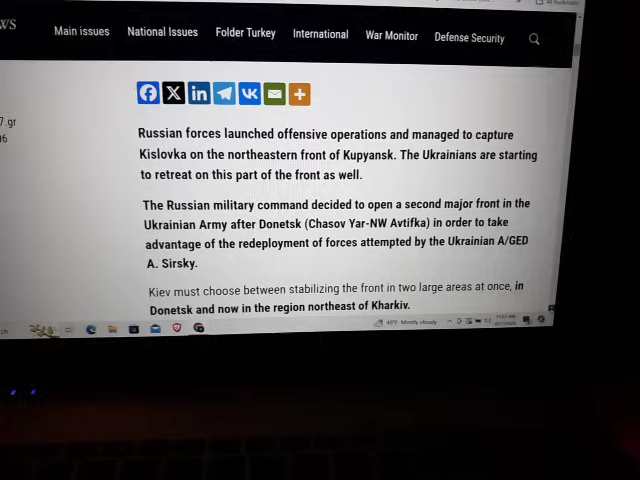 WS
Main issues National Issues Folder Turkey International War Monitor Defense Security
7.gr
Russian forces launched offensive operations and managed to capture
Kislovka on the northeastern front of Kupyansk. The Ukrainians are starting
to retreat on this part of the front as well.
The Russian military command decided to open a second major front in the
Ukrainian Army after Donetsk (Chasov Yar-NW Avtifka) in order to take
advantage of the redeployment of forces attempted by the Ukrainian A/GED
A. Sirsky.
Kiev must choose between stabilizing the front in two large areas at once, in
Donetsk and now in the region northeast of Kharkiv.
45°F Mostly cloudy